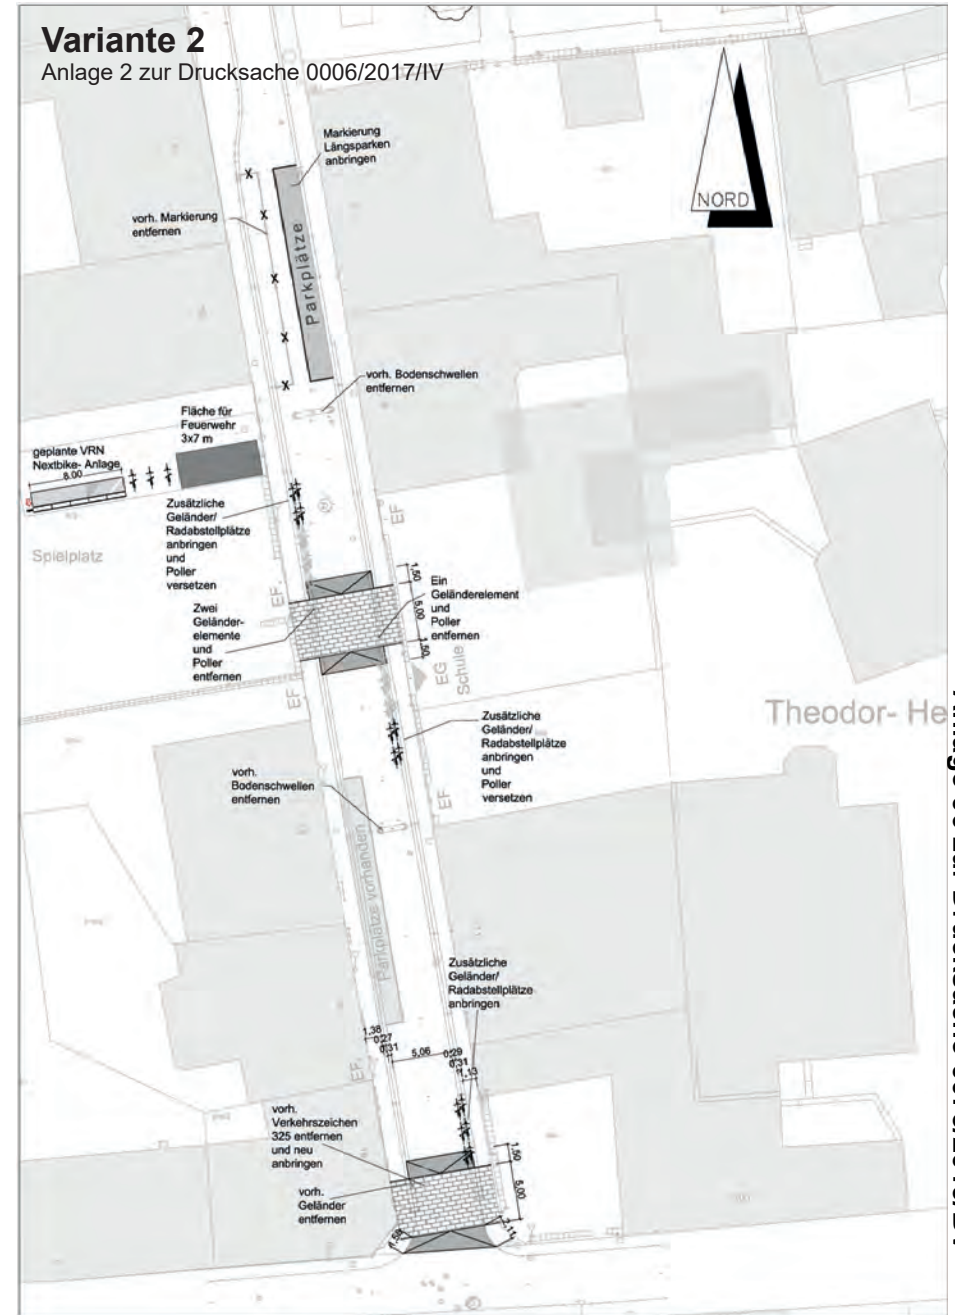 Variante 2
Anlage 2 zur Drucksache 0006/2017/IV
Markierung
Längsparken
anbringen
NORD
vorh. Markierung
entfernen
Parkplätze
vorh. Bodenschwellen
entfernen
Fläche für
Feuerwehr
3x7 m
geplante VRN
Nextbike- Anlage
8.00
Spielplatz
Zusätzliche
Geländer/
Radabstellplätze
anbringen
und
Poller
versetzen
EF
EF
1,50
5,00
1,50
Ein
Geländerelement
und
Poller
entfernen
Zwei
Geländer-
elemente
und
Poller
entfernen
EG
Schule
EF
Theodor- He
Zusätzliche
Geländer/
Radabstellplätze
anbringen
und
Poller
versetzen
vorh.
Bodenschwellen
entfernen
EF
Parkplätze vorhanden
Zusätzliche
Geländer/
Radabstellplätze
anbringen
1,38
0,27
0,31
5,06
0,29
0,31
EF
vorh.
Verkehrszeichen
325 entfernen
und neu
anbringen
1,50
5,00
vorh.
Geländer
entfernen
2,11